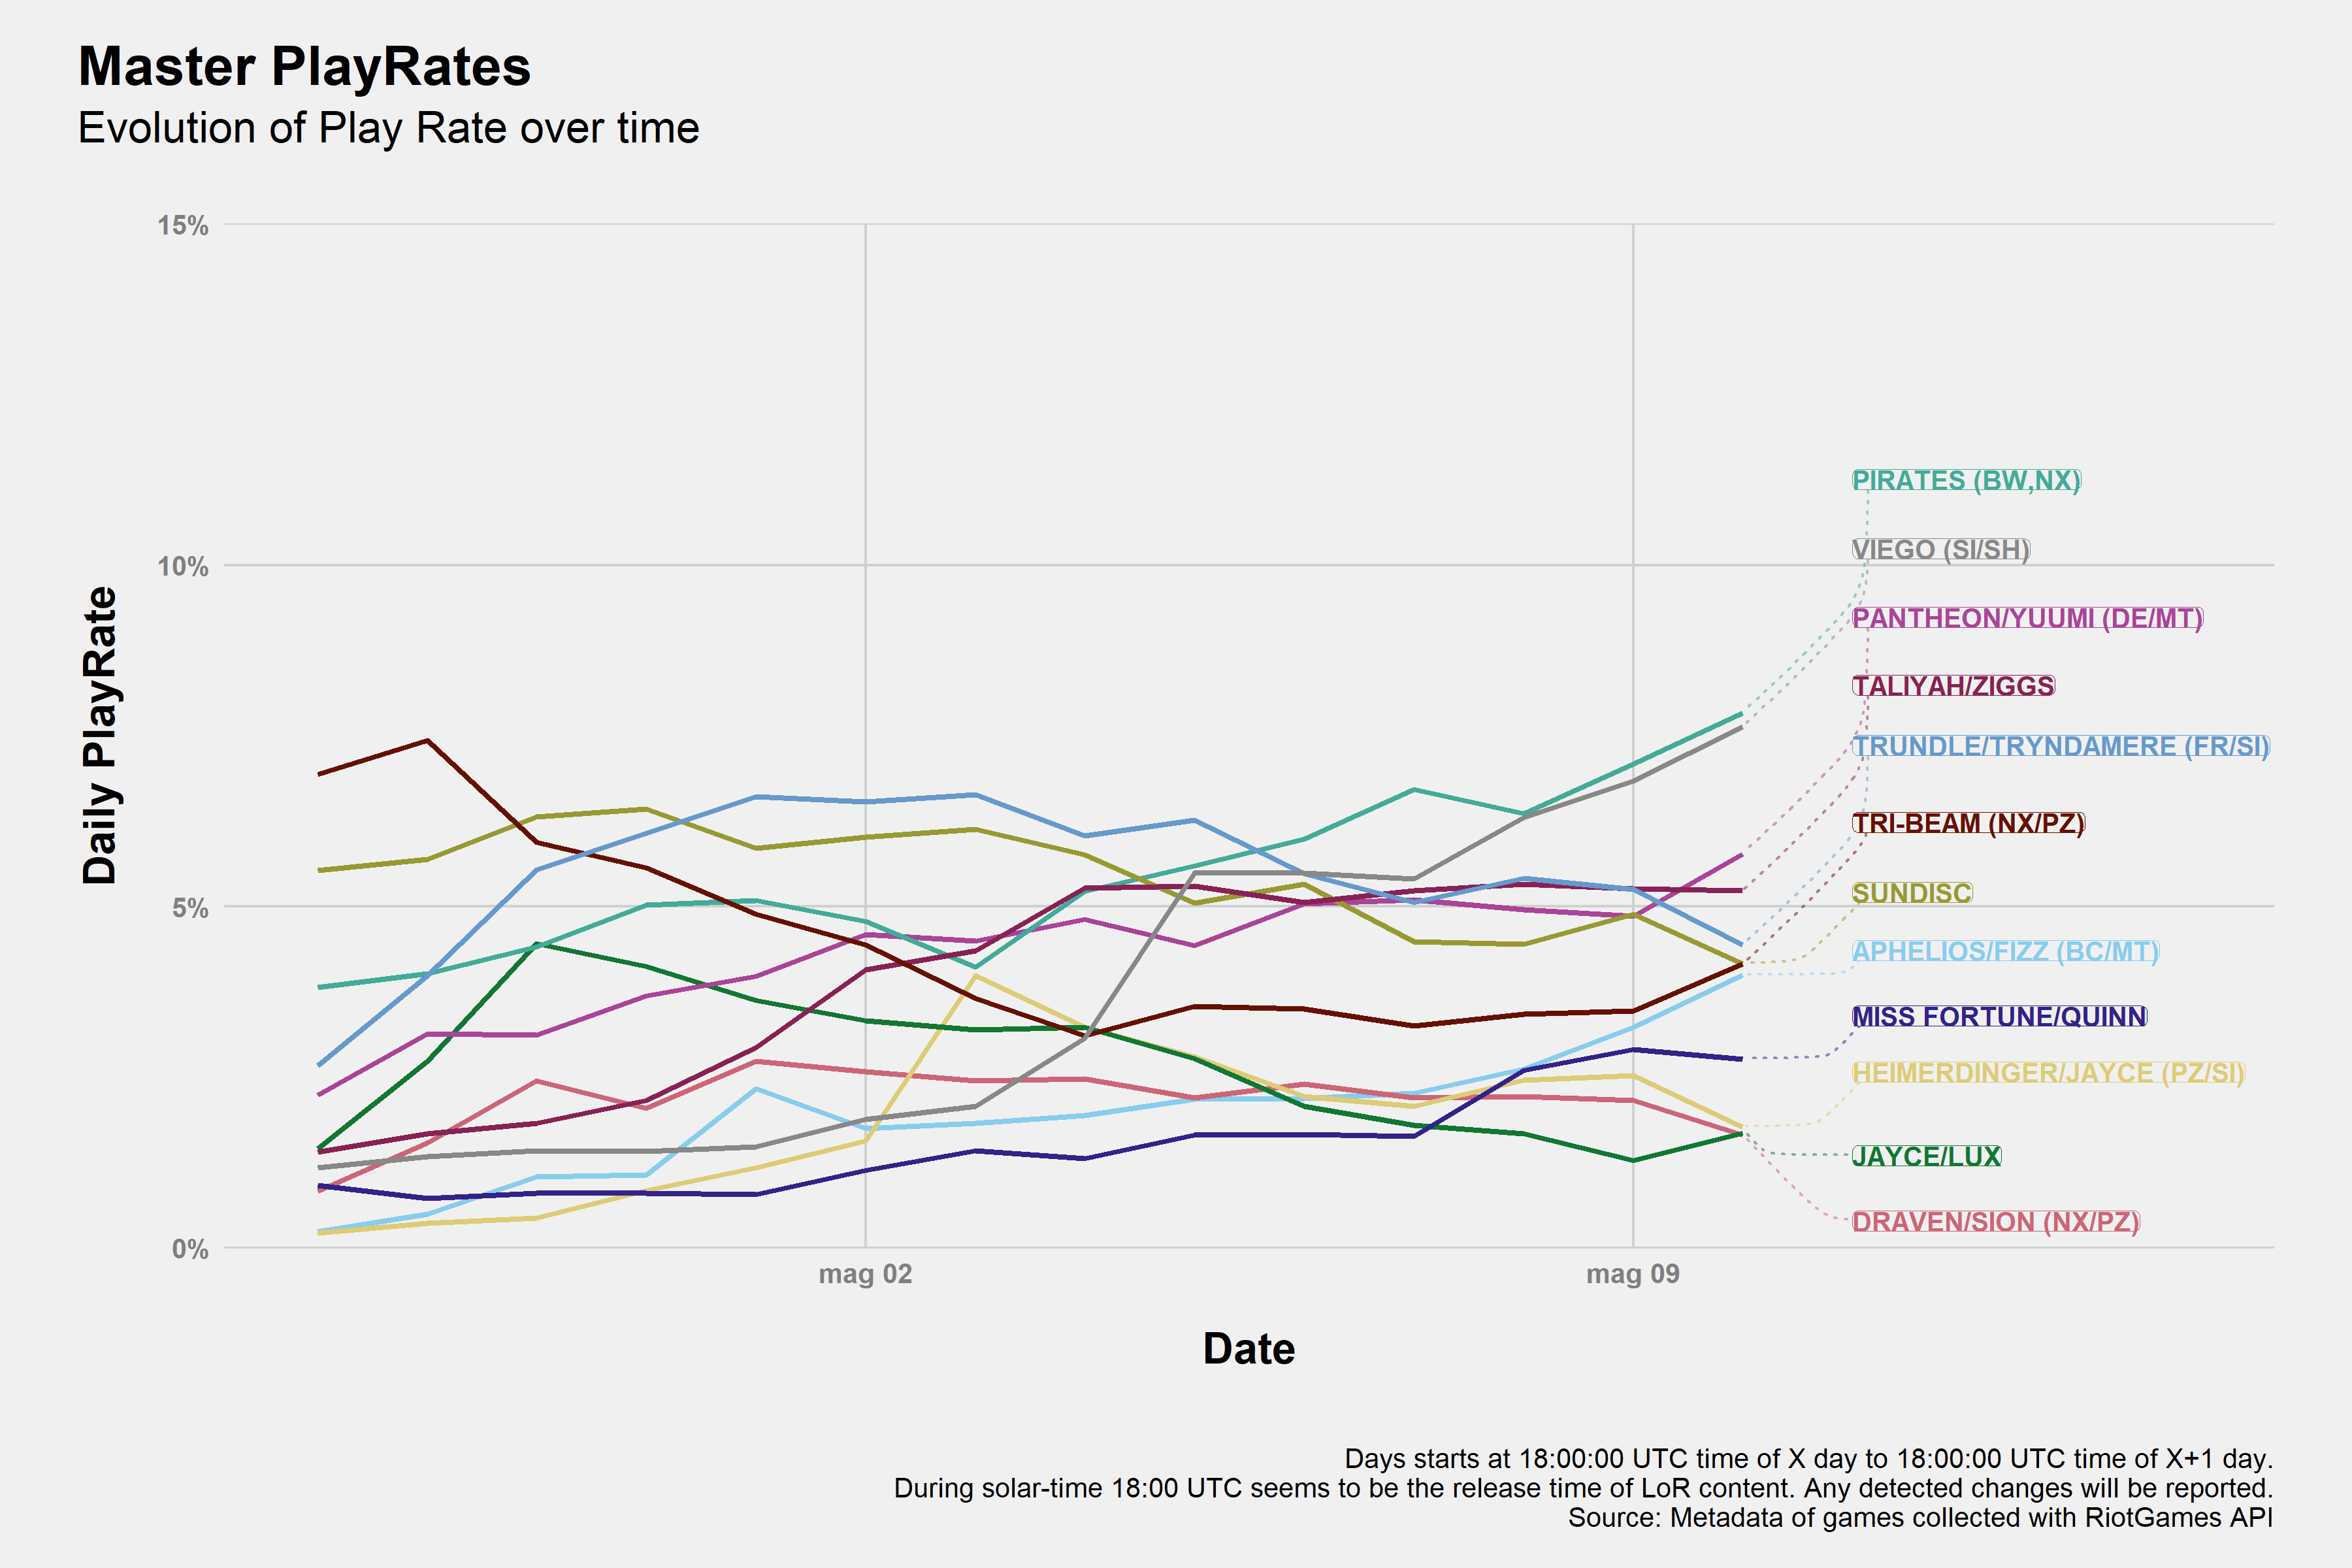 Master PlayRates
Evolution of Play Rate over time
15%
10%
5%
0%
Daily PlayRate
mag 02
mag 09
Date
PIRATES (BW,NX)
VIEGO (SI/SH)
PANTHEON/YUUMI (DE/MT)
TALIYAH/ZIGGS
TRUNDLE/TRYNDAMERE (FR/SI)
TRI-BEAM (NX/PZ)
SUNDISC
APHELIOS/FIZZ (BC/MT)
MISS FORTUNE/QUINN
HEIMERDINGER/JAYCE (PZ/SI)
JAYCE/LUX
DRAVEN/SION (NX/PZ)
Days starts at 18:00:00 UTC time of X day to 18:00:00 UTC time of X+1 day.
During solar-time 18:00 UTC seems to be the release time of LoR content. Any detected changes will be reported.
Source: Metadata of games collected with RiotGames API